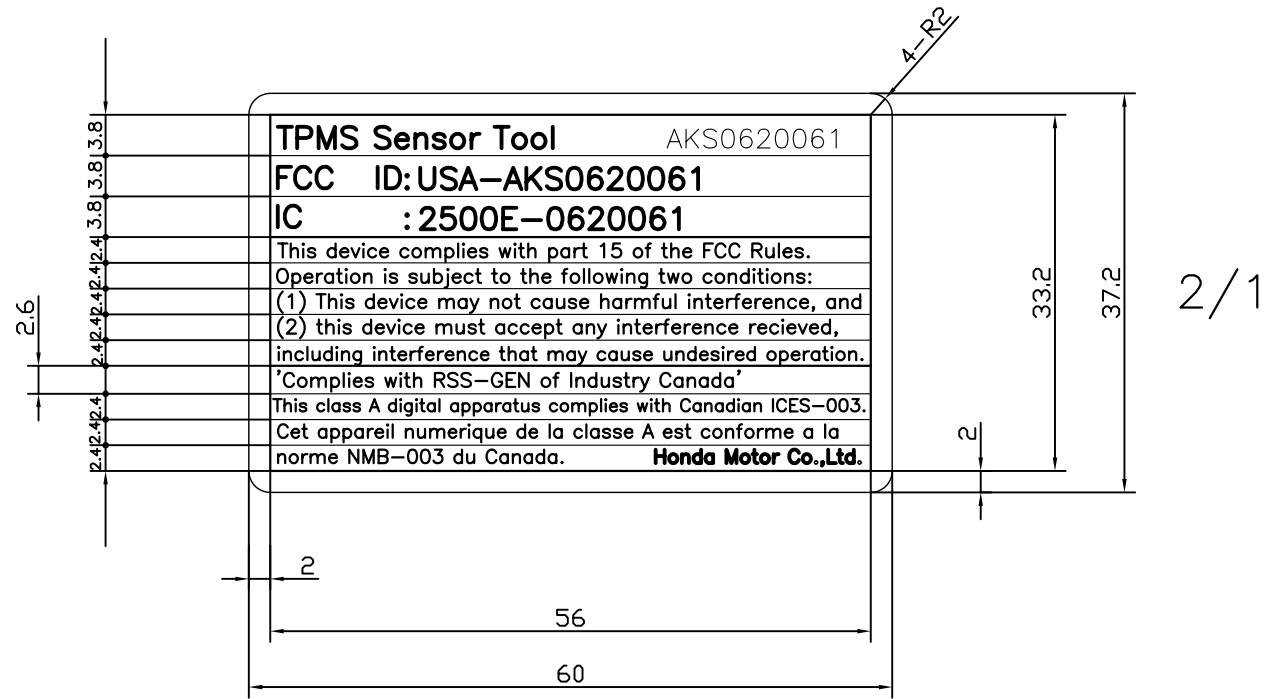 4-R2
3.8
TPMS Sensor Tool AKS0620061
3.8
FCC ID:USA-AKS0620061
3.8
IC :2500E-0620061
2.4
This device complies with part 15 of the FCC Rules.
2.4
Operation is subject to the following two conditions:
2.4
(1) This device may not cause harmful interference, and
2.4
(2) this device must accept any interference recieved,
2.4
including interference that may cause undesired operation.
2.6
'Complies with RSS-GEN of Industry Canada'
2.4
This class A digital apparatus complies with Canadian ICES-003.
2.4
Cet appareil numerique de la classe A est conforme a la
2.4
norme NMB-003 du Canada. Honda Motor Co.,Ltd.
33.2
37.2
2/1
2
2
56
60